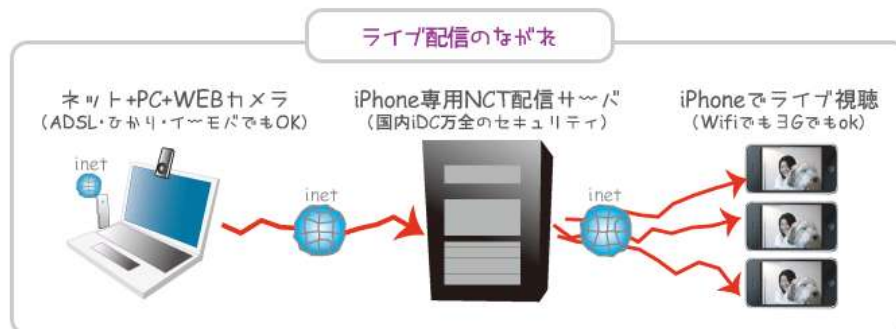 ライブ配信のながれ
ネット+PC+WEBカメラ
(ADSL・ひかり・イーモバでもOK)
iPhone専用NCT配信サーバ
(国内iDC万全のセキュリティ)
iPhoneでライブ視聴
(Wifiでも3Gでもok)
inet
inet
inet